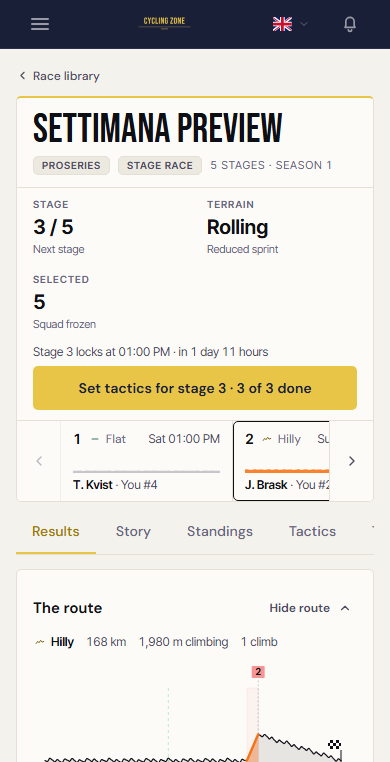 CYCLING ZONE
Race library
SETTIMANA PREVIEW
PROSERIES STAGE RACE 5 STAGES · SEASON 1
STAGE TERRAIN
3 / 5 Rolling
Next stage Reduced sprint
SELECTED
5
Squad frozen
Stage 3 locks at 01:00 PM · in 1 day 11 hours
Set tactics for stage 3 · 3 of 3 done
1 Flat Sat 01:00 PM 2 Hilly Su
T. Kvist · You #4 J. Brask · You #2
Results Story Standings Tactics
The route Hide route
Hilly 168 km 1,980 m climbing 1 climb
2